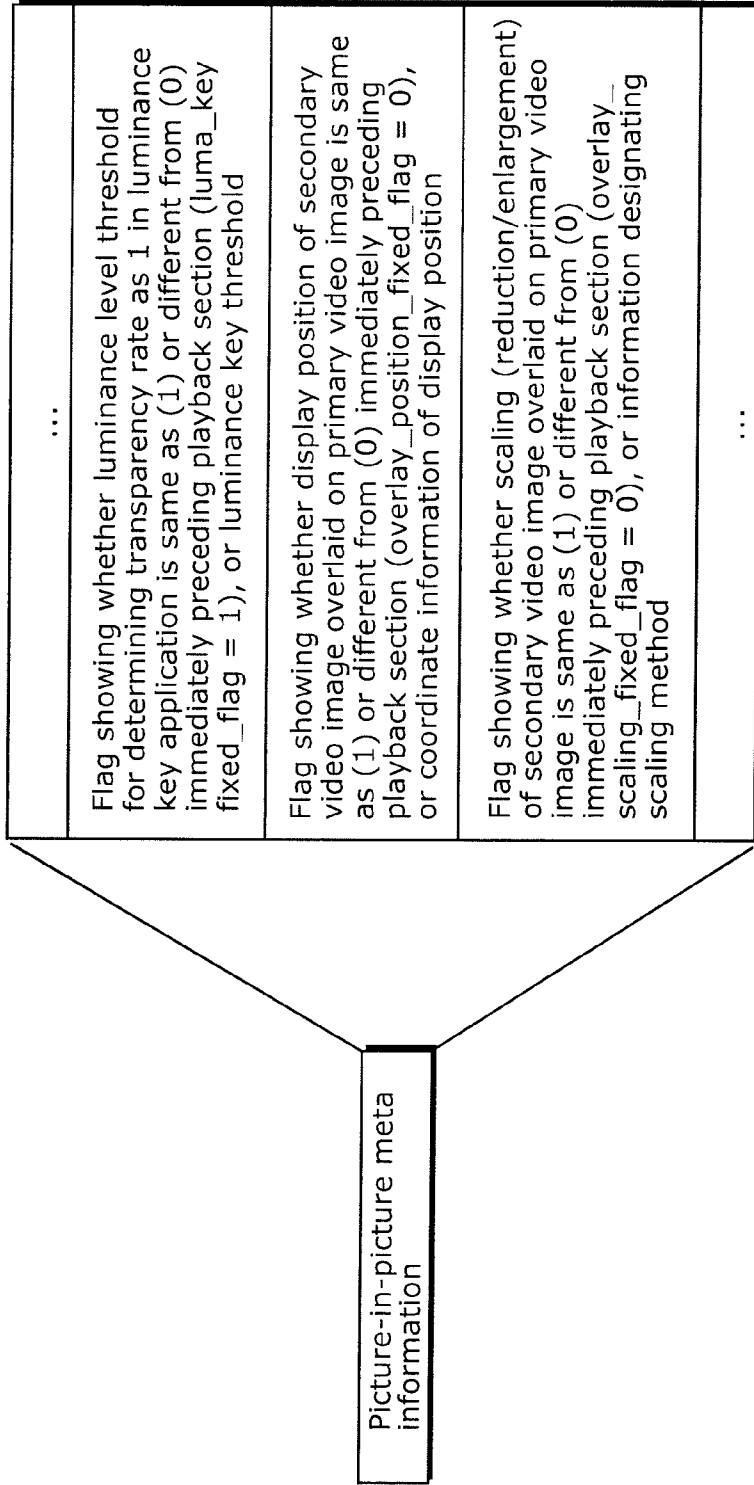 Picture-in-picture meta
information
...
Flag showing whether luminance level threshold
for determining transparency rate as 1 in luminance
key application is same as (1) or different from (0)
immediately preceding playback section (luma_key
fixed_flag = 1), or luminance key threshold
Flag showing whether display position of secondary
video image overlaid on primary video image is same
as (1) or different from (0) immediately preceding
playback section (overlay_position_fixed_flag = 0),
or coordinate information of display position
Flag showing whether scaling (reduction/enlargement)
of secondary video image overlaid on primary video
image is same as (1) or different from (0)
immediately preceding playback section (overlay_
scaling_fixed_flag = 0), or information designating
scaling method
...